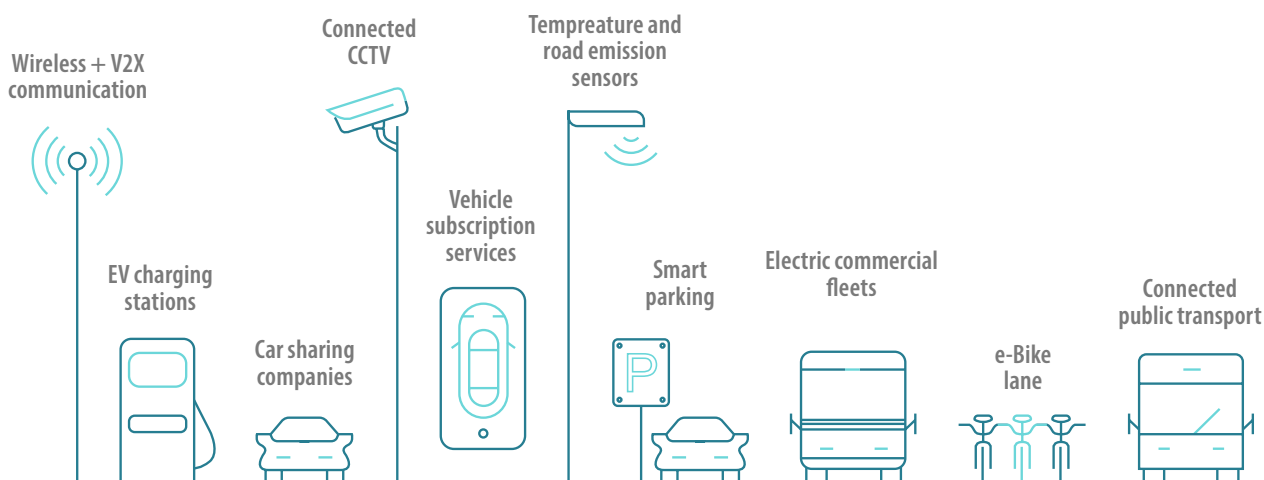 Wireless + V2X
communication
EV charging
stations
Car sharing
companies
Connected
CCTV
Vehicle
subscription
services
Tempreature and
road emission
sensors
Smart
parking
P
Electric commercial
fleets
e-Bike
lane
Connected
public transport